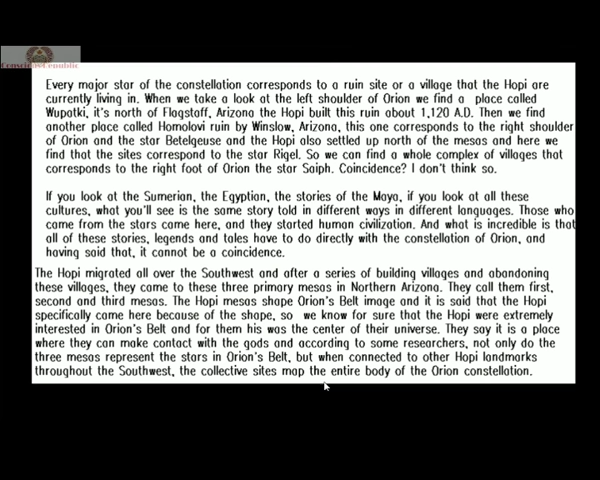 Conscious Republic
Every major star of the constellation corresponds to a ruin site or a village that the Hopi are
currently living in. When we take a look at the left shoulder of Orion we find a place called
Wupatki, it's north of Flagstaff, Arizona the Hopi built this ruin about 1,120 A.D. Then we find
another place called Homolovi ruin by Winslow, Arizona, this one corresponds to the right shoulder
of Orion and the star Betelgeuse and the Hopi also settled up north of the mesas and here we
find that the sites correspond to the star Rigel. So we can find a whole complex of villages that
corresponds to the right foot of Orion the star Saiph. Coincidence? I don't think so.
If you look at the Sumerian, the Egyptian, the stories of the Maya, if you look at all these
cultures, what you'll see is the same story told in different ways in different languages. Those who
came from the stars came here, and they started human civilization. And what is incredible is that
all of these stories, legends and tales have to do directly with the constellation of Orion, and
having said that, it cannot be a coincidence.
The Hopi migrated all over the Southwest and after a series of building villages and abandoning
these villages, they came to these three primary mesas in Northern Arizona. They call them first,
second and third mesas. The Hopi mesas shape Orion's Belt image and it is said that the Hopi
specifically came here because of the shape, so we know for sure that the Hopi were extremely
interested in Orion's Belt and for them his was the center of their universe. They say it is a place
where they can make contact with the gods and according to some researchers, not only do the
three mesas represent the stars in Orion's Belt, but when connected to other Hopi landmarks
throughout the Southwest, the collective sites map the entire body of the Orion constellation.